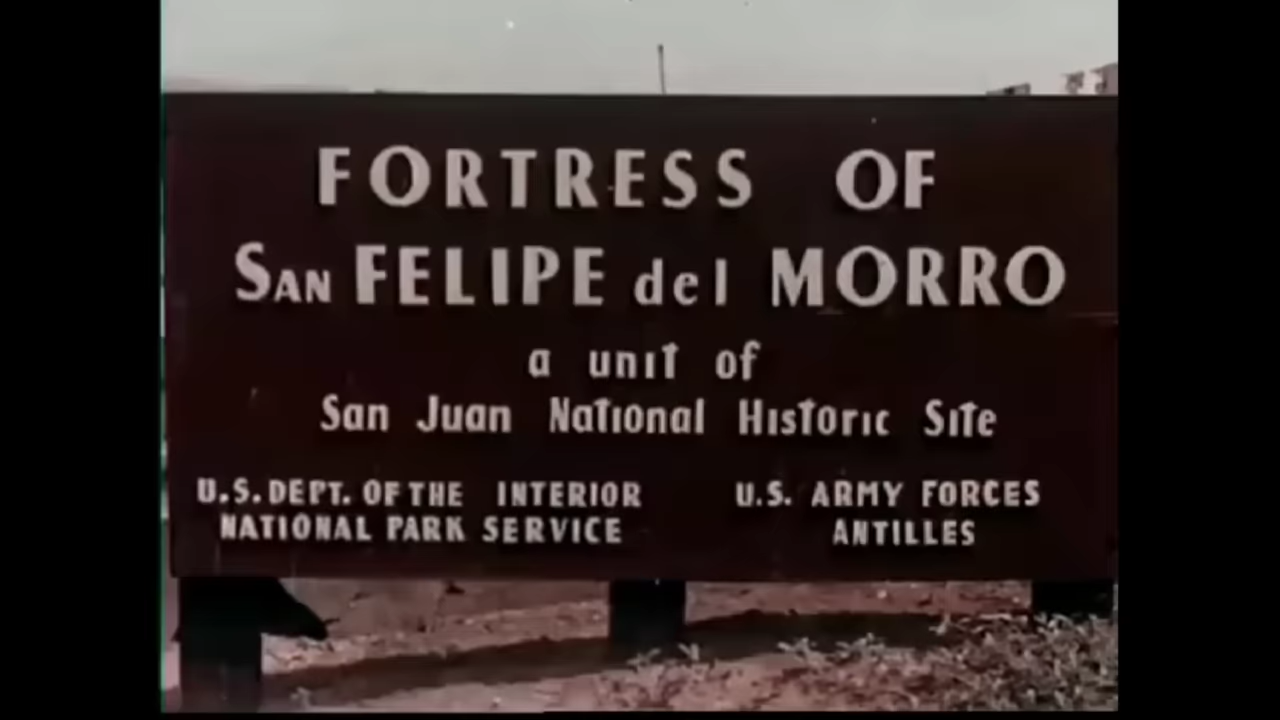 FORTRESS OF
SAN FELIPE del MORRO
a unit of
San Juan National Historic Site
U.S. DEPT. OF THE INTERIOR
NATIONAL PARK SERVICE
U.S. ARMY FORCES
ANTILLES